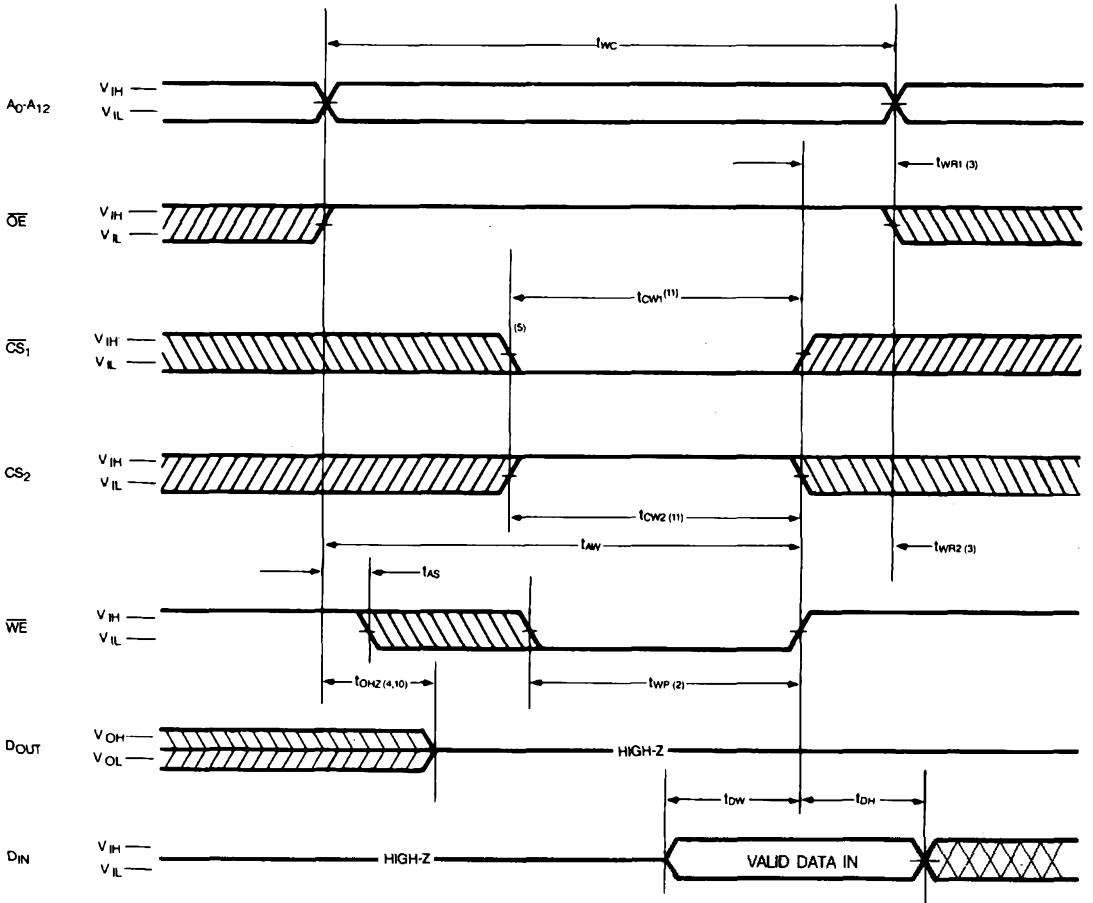 tWC
A0-A12 VIH
VIL
tWR1 (3)
OE VIH
VIL
tCW1 (11)
(5)
CS1 VIH
VIL
CS2 VIH
VIL
tCW2 (11)
tAW
tWR2 (3)
tAS
WE VIH
VIL
tOHZ (4,10)
tWP (2)
DOUT VOH
VOL
HIGH-Z
tDW
tDH
DIN VIH
VIL
HIGH-Z
VALID DATA IN